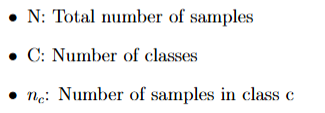 • N: Total number of samples
• C: Number of classes
• n_c: Number of samples in class c